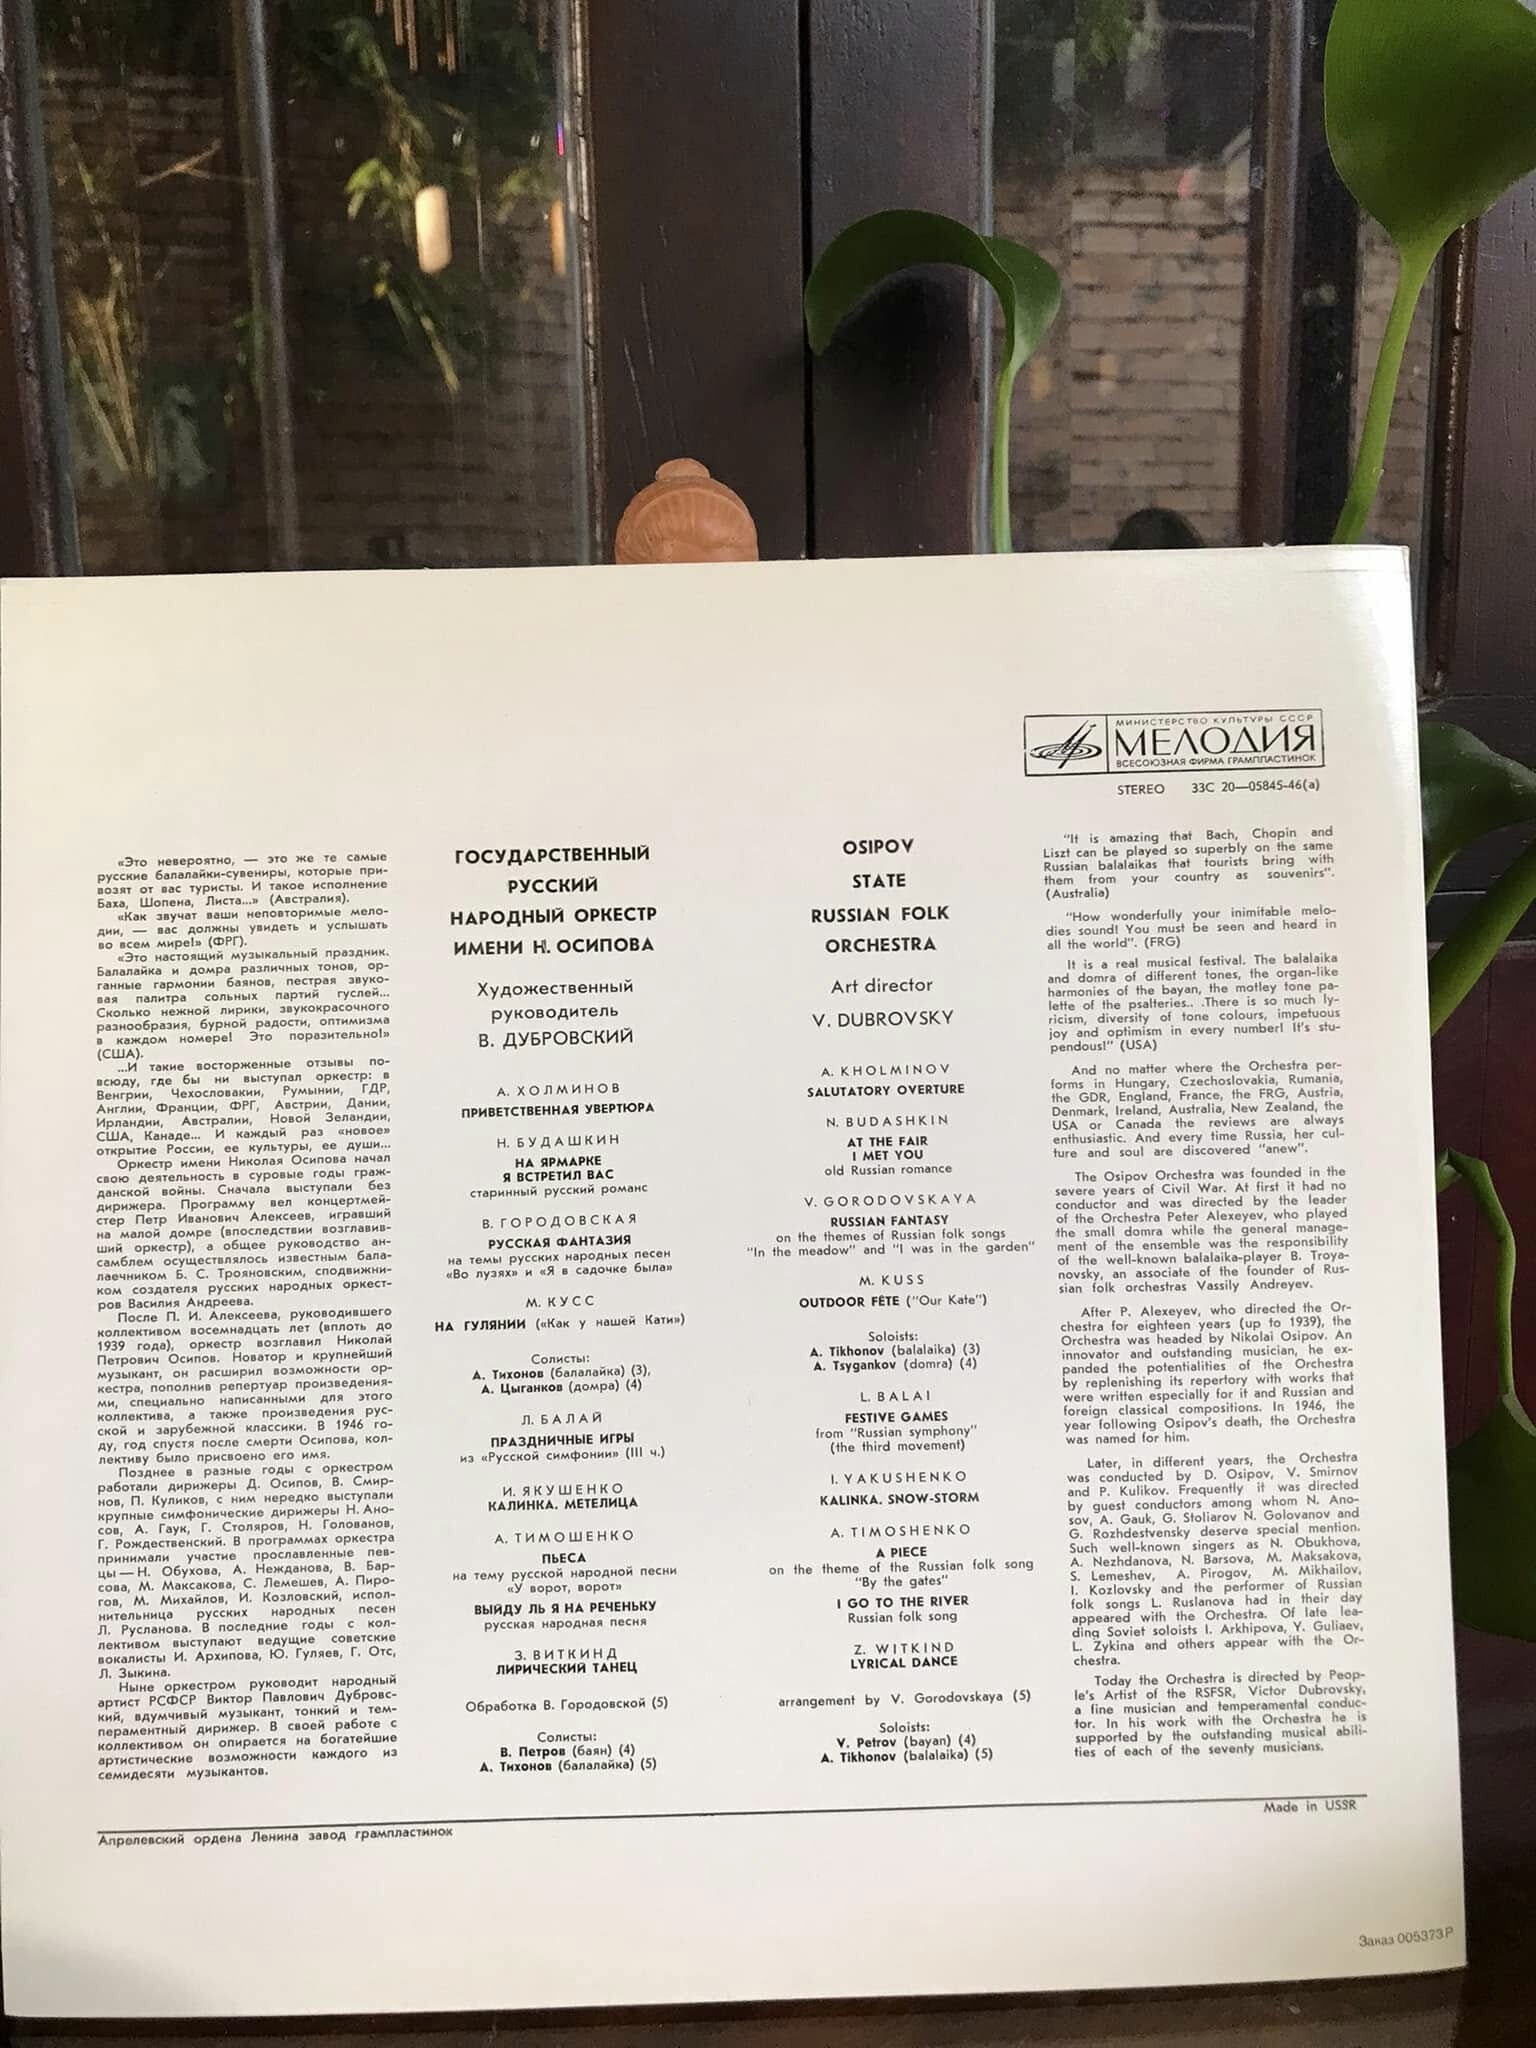 МИНИСТЕРСТВО КУЛЬТУРЫ СССР
МЕЛОДИЯ
ВСЕСОЮЗНАЯ ФИРМА ГРАМПЛАСТИНОК
STEREO 33С 20—05845-46(а)
«Это невероятно, — это же те самые
русские балалайки-сувениры, которые при-
возят от вас туристы. И такое исполнение
Баха, Шопена, Листа...» (Австралия).
«Как звучат ваши неповторимые мело-
дии, — вас должны увидеть и услышать
во всем мире!» (ФРГ).
«Это настоящий музыкальный праздник.
Балалайка и домра различных тонов, ор-
ганные гармонии баянов, пестрая звуко-
вая палитра сольных партий гуслей...
Сколько нежной лирики, звукокрасочного
разнообразия, бурной радости, оптимизма
в каждом номере! Это поразительно!»
(США).
...И такие восторженные отзывы по-
всюду, где бы ни выступал оркестр: в
Венгрии, Чехословакии, Румынии, ГДР,
Англии, Франции, ФРГ, Австрии, Дании,
Ирландии, Австралии, Новой Зеландии,
США, Канаде... И каждый раз «новое»
открытие России, ее культуры, ее души...
Оркестр имени Николая Осипова начал
свою деятельность в суровые годы граж-
данской войны. Сначала выступали без
дирижера. Программу вел концертмей-
стер Петр Иванович Алексеев, игравший
на малой домре (впоследствии возглавив-
ший оркестр), а общее руководство ан-
самблем осуществлялось известным бала-
лаечником Б. С. Трояновским, сподвижни-
ком создателя русских народных оркест-
ров Василия Андреева.
После П. И. Алексеева, руководившего
коллективом восемнадцать лет (вплоть до
1939 года), оркестр возглавил Николай
Петрович Осипов. Новатор и крупнейший
музыкант, он расширил возможности ор-
кестра, пополнив репертуар произведения-
ми, специально написанными для этого
коллектива, а также произведения рус-
ской и зарубежной классики. В 1946 го-
ду, год спустя после смерти Осипова, кол-
лективу было присвоено его имя.
Позднее в разные годы с оркестром
работали дирижеры Д. Осипов, В. Смир-
нов, П. Куликов, с ним нередко выступали
крупные симфонические дирижеры Н. Ано-
сов, А. Гаук, Г. Столяров, Н. Голованов,
Г. Рождественский. В программах оркестра
принимали участие прославленные пев-
цы — Н. Обухова, А. Нежданова, В. Бар-
сова, М. Максакова, С. Лемешев, А. Пиро-
гов, М. Михайлов, И. Козловский, испол-
нительница русских народных песен
Л. Русланова. В последние годы с кол-
лективом выступают ведущие советские
вокалисты И. Архипова, Ю. Гуляев, Г. Отс,
Л. Зыкина.
Ныне оркестром руководит народный
артист РСФСР Виктор Павлович Дубровс-
кий, вдумчивый музыкант, тонкий и тем-
пераментный дирижер. В своей работе с
коллективом он опирается на богатейшие
артистические возможности каждого из
семидесяти музыкантов.
ГОСУДАРСТВЕННЫЙ
РУССКИЙ
НАРОДНЫЙ ОРКЕСТР
ИМЕНИ Н. ОСИПОВА
Художественный
руководитель
В. ДУБРОВСКИЙ
А. ХОЛМИНОВ
ПРИВЕТСТВЕННАЯ УВЕРТЮРА
Н. БУДАШКИН
НА ЯРМАРКЕ
Я ВСТРЕТИЛ ВАС
старинный русский романс
В. ГОРОДОВСКАЯ
РУССКАЯ ФАНТАЗИЯ
на темы русских народных песен
«Во лузях» и «Я в садочке была»
М. КУСС
НА ГУЛЯНИИ («Как у нашей Кати»)
Солисты:
А. Тихонов (балалайка) (3),
А. Цыганков (домра) (4)
Л. БАЛАЙ
ПРАЗДНИЧНЫЕ ИГРЫ
из «Русской симфонии» (III ч.)
И. ЯКУШЕНКО
КАЛИНКА. МЕТЕЛИЦА
А. ТИМОШЕНКО
ПЬЕСА
на тему русской народной песни
«У ворот, ворот»
ВЫЙДУ ЛЬ Я НА РЕЧЕНЬКУ
русская народная песня
З. ВИТКИНД
ЛИРИЧЕСКИЙ ТАНЕЦ
Обработка В. Городовской (5)
Солисты:
В. Петров (баян) (4)
А. Тихонов (балалайка) (5)
OSIPOV
STATE
RUSSIAN FOLK
ORCHESTRA
Art director
V. DUBROVSKY
A. KHOLMINOV
SALUTATORY OVERTURE
N. BUDASHKIN
AT THE FAIR
I MET YOU
old Russian romance
V. GORODOVSKAYA
RUSSIAN FANTASY
on the themes of Russian folk songs
"In the meadow" and "I was in the garden"
M. KUSS
OUTDOOR FÊTE ("Our Kate")
Soloists:
A. Tikhonov (balalaika) (3)
A. Tsygankov (domra) (4)
L. BALAI
FESTIVE GAMES
from "Russian symphony"
(the third movement)
I. YAKUSHENKO
KALINKA. SNOW-STORM
A. TIMOSHENKO
A PIECE
on the theme of the Russian folk song
"By the gates"
I GO TO THE RIVER
Russian folk song
Z. WITKIND
LYRICAL DANCE
arrangement by V. Gorodovskaya (5)
Soloists:
V. Petrov (bayan) (4)
A. Tikhonov (balalaika) (5)
"It is amazing that Bach, Chopin and
Liszt can be played so superbly on the same
Russian balalaikas that tourists bring with
them from your country as souvenirs".
(Australia)
"How wonderfully your inimitable melo-
dies sound! You must be seen and heard in
all the world". (FRG)
It is a real musical festival. The balalaika
and domra of different tones, the organ-like
harmonies of the bayan, the motley tone pa-
lette of the psalteries.. .There is so much ly-
ricism, diversity of tone colours, impetuous
joy and optimism in every number! It's stu-
pendous!" (USA)
And no matter where the Orchestra per-
forms in Hungary, Czechoslovakia, Rumania,
the GDR, England, France, the FRG, Austria,
Denmark, Ireland, Australia, New Zealand, the
USA or Canada the reviews are always
enthusiastic. And every time Russia, her cul-
ture and soul are discovered "anew".
The Osipov Orchestra was founded in the
severe years of Civil War. At first it had no
conductor and was directed by the leader
of the Orchestra Peter Alexeyev, who played
the small domra while the general manage-
ment of the ensemble was the responsibility
of the well-known balalaika-player B. Troya-
novsky, an associate of the founder of Rus-
sian folk orchestras Vassily Andreyev.
After P. Alexeyev, who directed the Or-
chestra for eighteen years (up to 1939), the
Orchestra was headed by Nikolai Osipov. An
innovator and outstanding musician, he ex-
panded the potentialities of the Orchestra
by replenishing its repertory with works that
were written especially for it and Russian and
foreign classical compositions. In 1946, the
year following Osipov's death, the Orchestra
was named for him.
Later, in different years, the Orchestra
was conducted by D. Osipov, V. Smirnov
and P. Kulikov. Frequently it was directed
by guest conductors among whom N. Ano-
sov, A. Gauk, G. Stoliarov N. Golovanov and
G. Rozhdestvensky deserve special mention.
Such well-known singers as N. Obukhova,
A. Nezhdanova, N. Barsova, M. Maksakova,
S. Lemeshev, A. Pirogov, M. Mikhailov,
I. Kozlovsky and the performer of Russian
folk songs L. Ruslanova had in their day
appeared with the Orchestra. Of late lea-
ding Soviet soloists I. Arkhipova, Y. Guliaev,
L. Zykina and others appear with the Or-
chestra.
Today the Orchestra is directed by Peop-
le's Artist of the RSFSR, Victor Dubrovsky,
a fine musician and temperamental conduc-
tor. In his work with the Orchestra he is
supported by the outstanding musical abili-
ties of each of the seventy musicians.
Апрелевский ордена Ленина завод грампластинок
Made in USSR
Заказ 005373Р